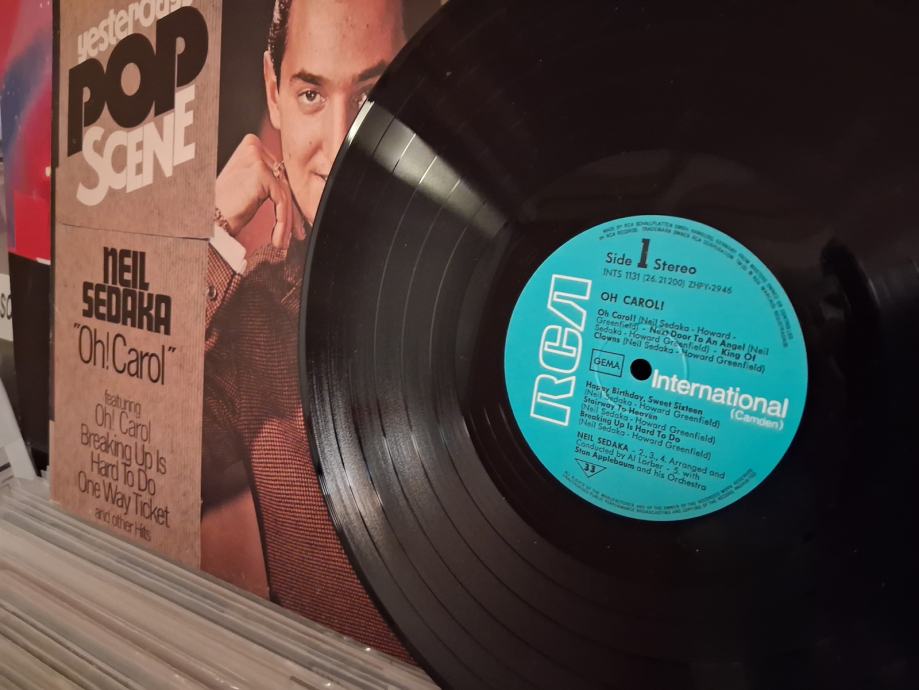 yesterday's
POP
SCENE
NEIL
SEDAKA
"Oh! Carol"
featuring
Oh! Carol
Breaking Up Is
Hard To Do
One Way Ticket
and other Hits
Side 1 Stereo
INTS 1131 (26.21200) ZHPY-2946
OH CAROL!
Oh Carol! (Neil Sedaka - Howard
Greenfield) - Next Door To An Angel (Neil
Sedaka - Howard Greenfield) - King Of
Clowns (Neil Sedaka - Howard Greenfield)
GEMA
RCA
International
(Camden)
Happy Birthday, Sweet Sixteen
(Neil Sedaka - Howard Greenfield)
Stairway To Heaven
(Neil Sedaka - Howard Greenfield)
Breaking Up Is Hard To Do
(Neil Sedaka - Howard Greenfield)
NEIL SEDAKA - 2., 3., 4. Arranged and
Conducted by Al Lorber - 5. with
Stan Applebaum and his Orchestra
33